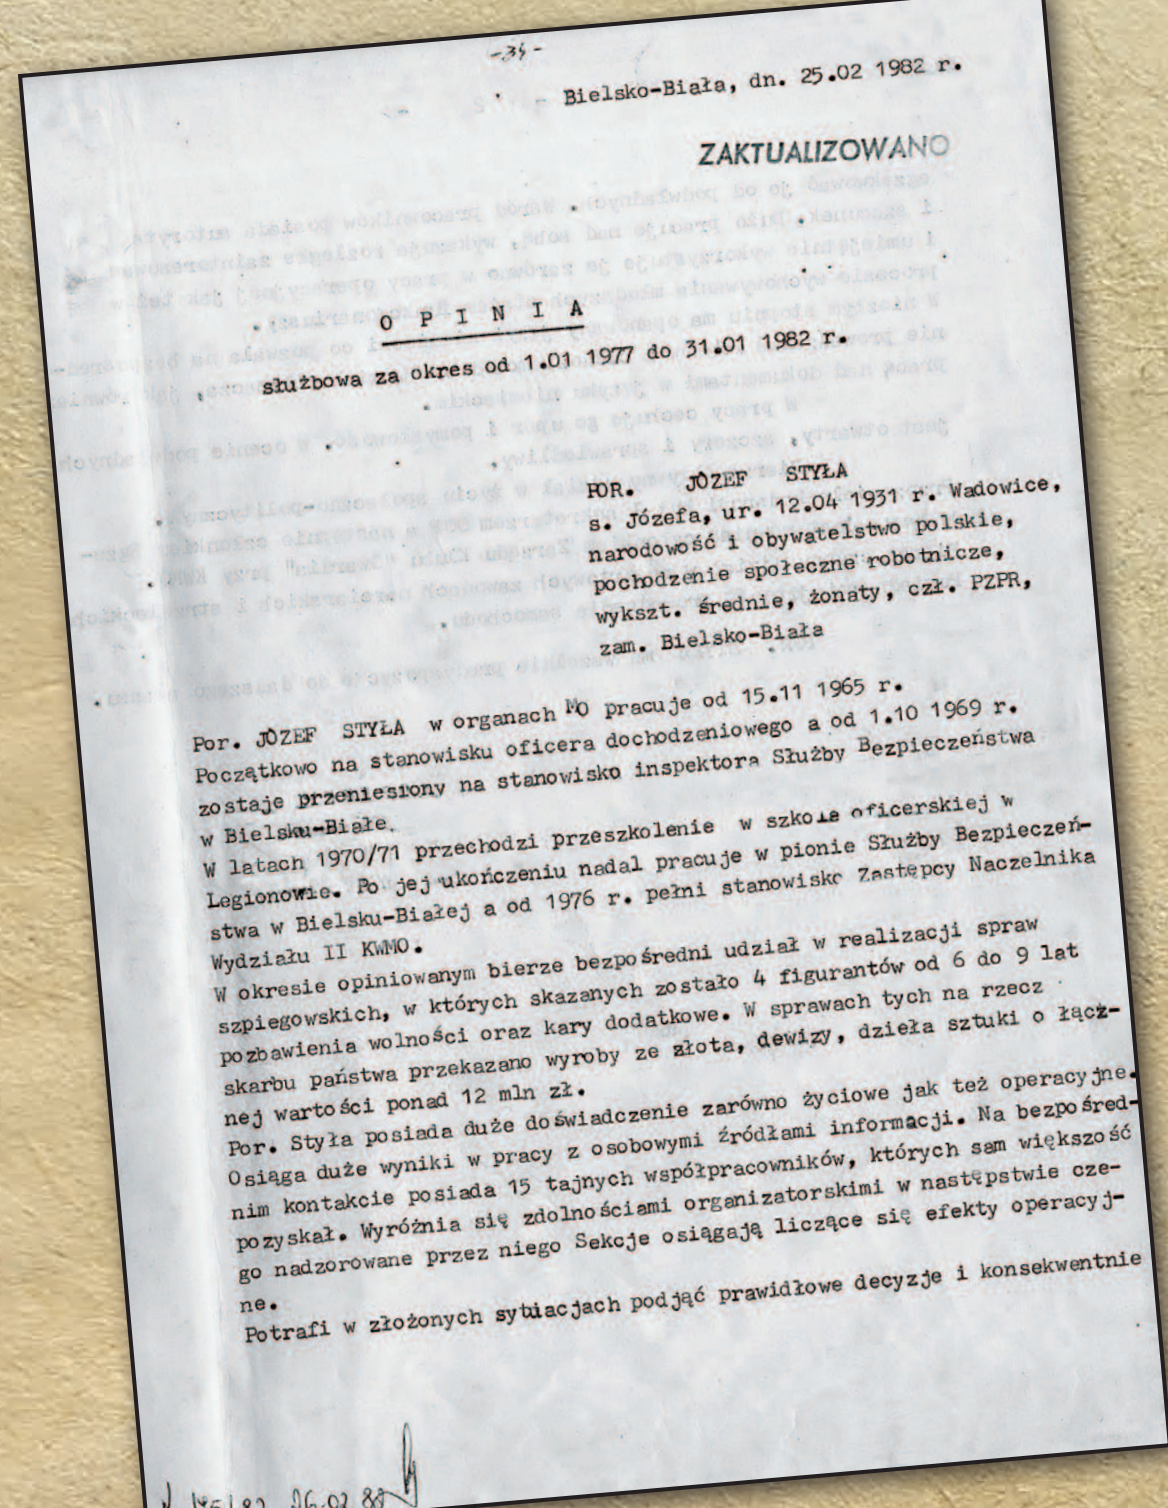 -34-
Bielsko-Biała, dn. 25.02 1982 r.
ZAKTUALIZOWANO
O P I N I A
służbowa za okres od 1.01 1977 do 31.01 1982 r.
POR. JÓZEF STYŁA
s. Józefa, ur. 12.04 1931 r. Wadowice,
narodowość i obywatelstwo polskie,
pochodzenie społeczne robotnicze,
wykszt. średnie, żonaty, czł. PZPR,
zam. Bielsko-Biała
Por. JÓZEF STYŁA w organach MO pracuje od 15.11 1965 r.
Początkowo na stanowisku oficera dochodzeniowego a od 1.10 1969 r.
zostaje przeniesiony na stanowisko inspektora Służby Bezpieczeństwa
w Bielsku-Białe.
W latach 1970/71 przechodzi przeszkolenie w szkole oficerskiej w
Legionowie. Po jej ukończeniu nadal pracuje w pionie Służby Bezpieczeń-
stwa w Bielsku-Białej a od 1976 r. pełni stanowisko Zastępcy Naczelnika
Wydziału II KWMO.
W okresie opiniowanym bierze bezpośredni udział w realizacji spraw
szpiegowskich, w których skazanych zostało 4 figurantów od 6 do 9 lat
pozbawienia wolności oraz kary dodatkowe. W sprawach tych na rzecz
skarbu państwa przekazano wyroby ze złota, dewizy, dzieła sztuki o łącz-
nej wartości ponad 12 mln zł.
Por. Styła posiada duże doświadczenie zarówno życiowe jak też operacyjne.
Osiąga duże wyniki w pracy z osobowymi źródłami informacji. Na bezpośred-
nim kontakcie posiada 15 tajnych współpracowników, których sam większość
pozyskał. Wyróżnia się zdolnościami organizatorskimi w następstwie cze-
go nadzorowane przez niego Sekcje osiągają liczące się efekty operacyj-
ne.
Potrafi w złożonych sytuacjach podjąć prawidłowe decyzje i konsekwentnie